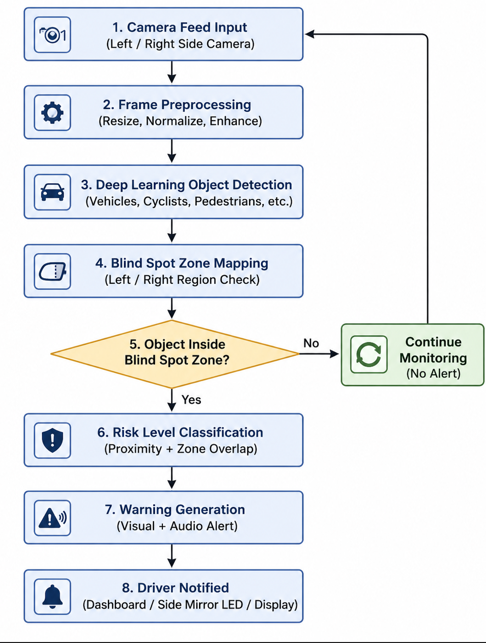 1. Camera Feed Input
(Left / Right Side Camera)
2. Frame Preprocessing
(Resize, Normalize, Enhance)
3. Deep Learning Object Detection
(Vehicles, Cyclists, Pedestrians, etc.)
4. Blind Spot Zone Mapping
(Left / Right Region Check)
5. Object Inside
Blind Spot Zone?
No
Continue
Monitoring
(No Alert)
Yes
6. Risk Level Classification
(Proximity + Zone Overlap)
7. Warning Generation
(Visual + Audio Alert)
8. Driver Notified
(Dashboard / Side Mirror LED / Display)